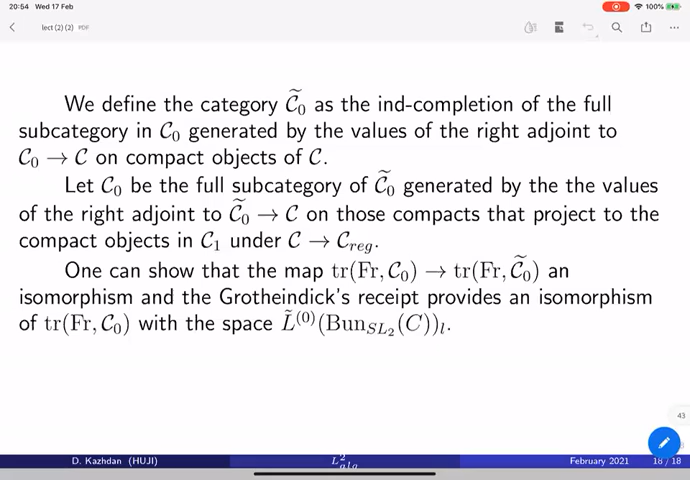 20:54 Wed 17 Feb 100%
lect (2) (2) PDF
We define the category C̃₀ as the ind-completion of the full
subcategory in C₀ generated by the values of the right adjoint to
C₀ → C on compact objects of C.
Let C₀ be the full subcategory of C̃₀ generated by the the values
of the right adjoint to C̃₀ → C on those compacts that project to the
compact objects in C₁ under C → C_reg.
One can show that the map tr(Fr, C₀) → tr(Fr, C̃₀) an
isomorphism and the Grotheindick's receipt provides an isomorphism
of tr(Fr, C₀) with the space L̃⁽⁰⁾(Bun_SL₂(C))_l.
43
D. Kazhdan (HUJI) L²_alg February 2021 18 / 18